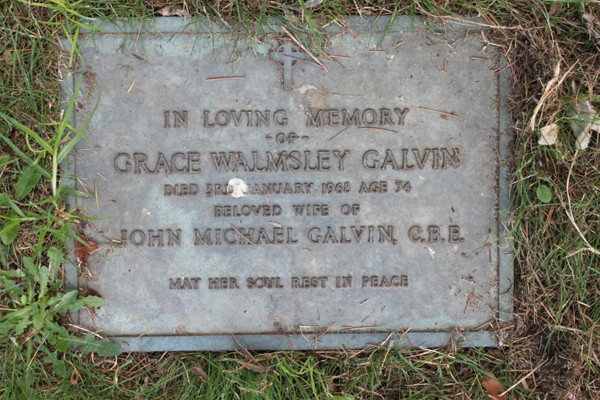 IN LOVING MEMORY
-OF-
GRACE WALMSLEY GALVIN
DIED 3RD JANUARY 1968 AGE 74
BELOVED WIFE OF
JOHN MICHAEL GALVIN, C.B.E.
MAY HER SOUL REST IN PEACE